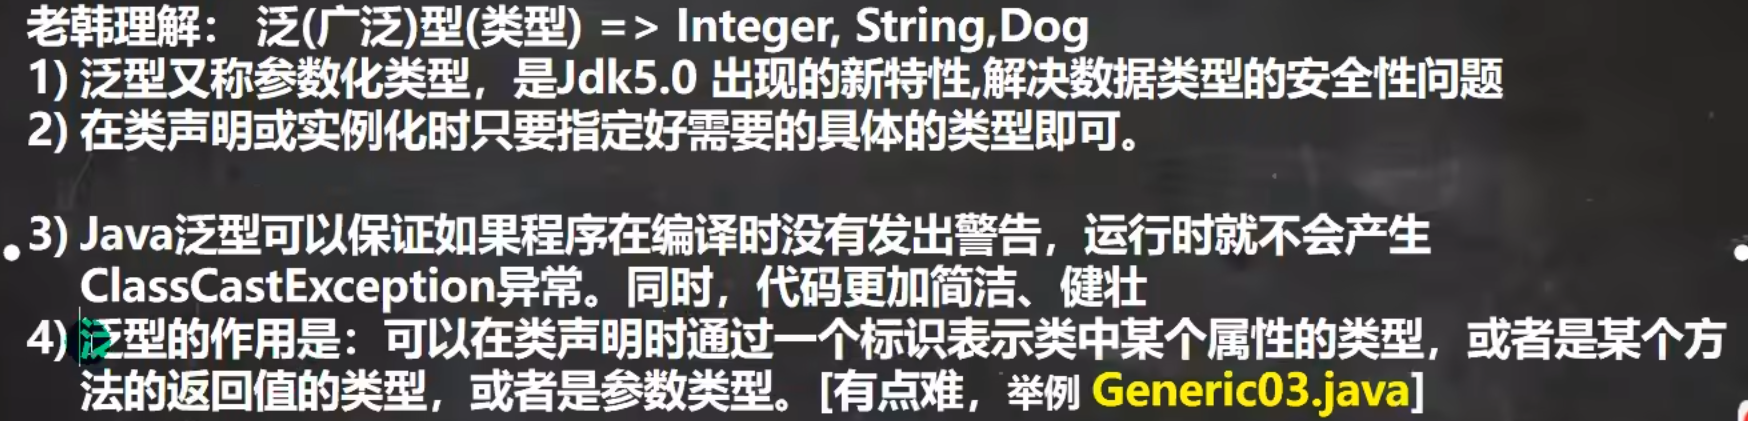 老韩理解： 泛(广泛)型(类型) => Integer, String,Dog
1) 泛型又称参数化类型，是Jdk5.0 出现的新特性,解决数据类型的安全性问题
2) 在类声明或实例化时只要指定好需要的具体的类型即可。
3) Java泛型可以保证如果程序在编译时没有发出警告，运行时就不会产生
ClassCastException异常。同时，代码更加简洁、健壮
4) 泛型的作用是：可以在类声明时通过一个标识表示类中某个属性的类型，或者是某个方
法的返回值的类型，或者是参数类型。[有点难，举例 Generic03.java]